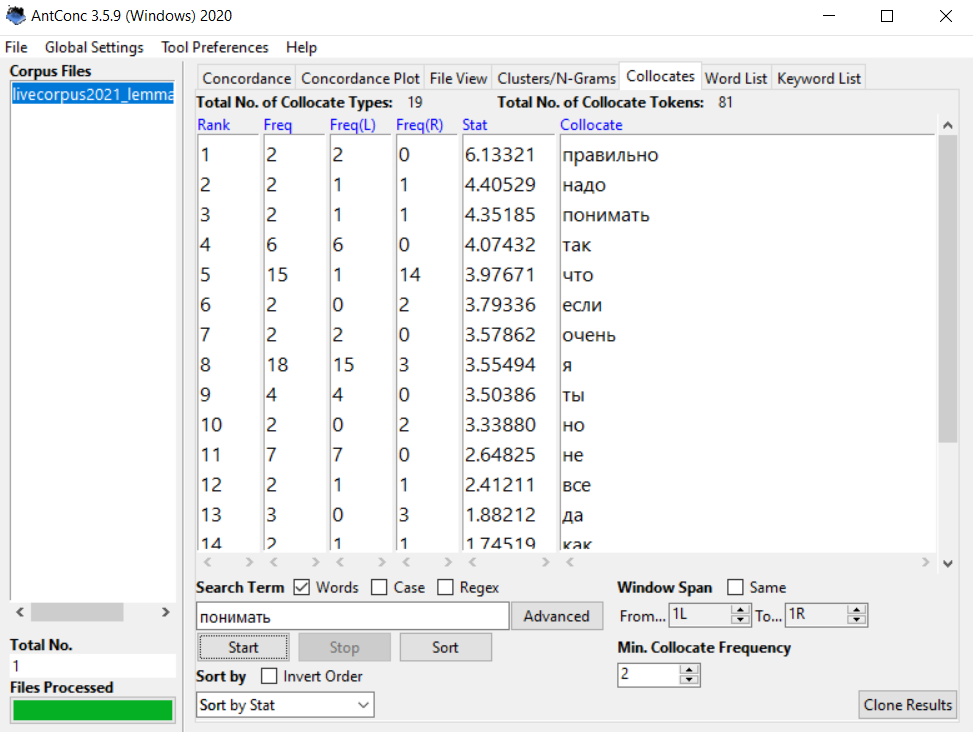 AntConc 3.5.9 (Windows) 2020
File Global Settings Tool Preferences Help
Corpus Files
livecorpus2021_lemma
Concordance Concordance Plot File View Clusters/N-Grams Collocates Word List Keyword List
Total No. of Collocate Types: 19 Total No. of Collocate Tokens: 81
Rank Freq Freq(L) Freq(R) Stat Collocate
1 2 2 0 6.13321 правильно
2 2 1 1 4.40529 надо
3 2 1 1 4.35185 понимать
4 6 6 0 4.07432 так
5 15 1 14 3.97671 что
6 2 0 2 3.79336 если
7 2 2 0 3.57862 очень
8 18 15 3 3.55494 я
9 4 4 0 3.50386 ты
10 2 0 2 3.33880 но
11 7 7 0 2.64825 не
12 2 1 1 2.41211 все
13 3 0 3 1.88212 да
14 2 1 1 1.74519 как
Search Term Words Case Regex
понимать Advanced
Start Stop Sort
Sort by Invert Order
Sort by Stat
Window Span Same
From... 1L To... 1R
Min. Collocate Frequency
2
Clone Results
Total No.
1
Files Processed